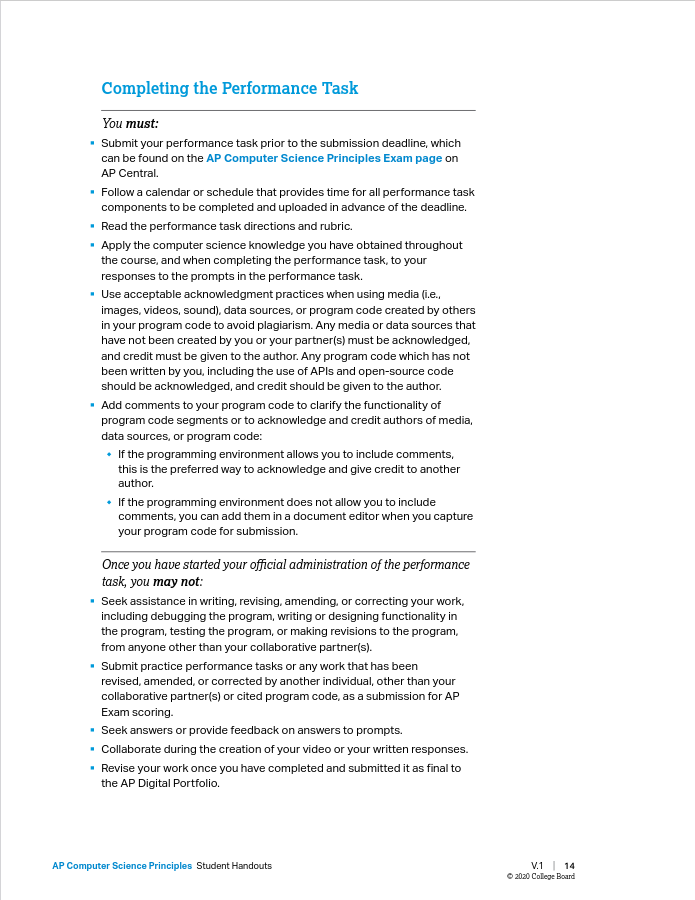 Completing the Performance Task
You must:
▪ Submit your performance task prior to the submission deadline, which
can be found on the AP Computer Science Principles Exam page on
AP Central.
▪ Follow a calendar or schedule that provides time for all performance task
components to be completed and uploaded in advance of the deadline.
▪ Read the performance task directions and rubric.
▪ Apply the computer science knowledge you have obtained throughout
the course, and when completing the performance task, to your
responses to the prompts in the performance task.
▪ Use acceptable acknowledgment practices when using media (i.e.,
images, videos, sound), data sources, or program code created by others
in your program code to avoid plagiarism. Any media or data sources that
have not been created by you or your partner(s) must be acknowledged,
and credit must be given to the author. Any program code which has not
been written by you, including the use of APIs and open-source code
should be acknowledged, and credit should be given to the author.
▪ Add comments to your program code to clarify the functionality of
program code segments or to acknowledge and credit authors of media,
data sources, or program code:
• If the programming environment allows you to include comments,
this is the preferred way to acknowledge and give credit to another
author.
• If the programming environment does not allow you to include
comments, you can add them in a document editor when you capture
your program code for submission.
Once you have started your official administration of the performance
task, you may not:
▪ Seek assistance in writing, revising, amending, or correcting your work,
including debugging the program, writing or designing functionality in
the program, testing the program, or making revisions to the program,
from anyone other than your collaborative partner(s).
▪ Submit practice performance tasks or any work that has been
revised, amended, or corrected by another individual, other than your
collaborative partner(s) or cited program code, as a submission for AP
Exam scoring.
▪ Seek answers or provide feedback on answers to prompts.
▪ Collaborate during the creation of your video or your written responses.
▪ Revise your work once you have completed and submitted it as final to
the AP Digital Portfolio.
AP Computer Science Principles Student Handouts
V.1 | 14
© 2020 College Board